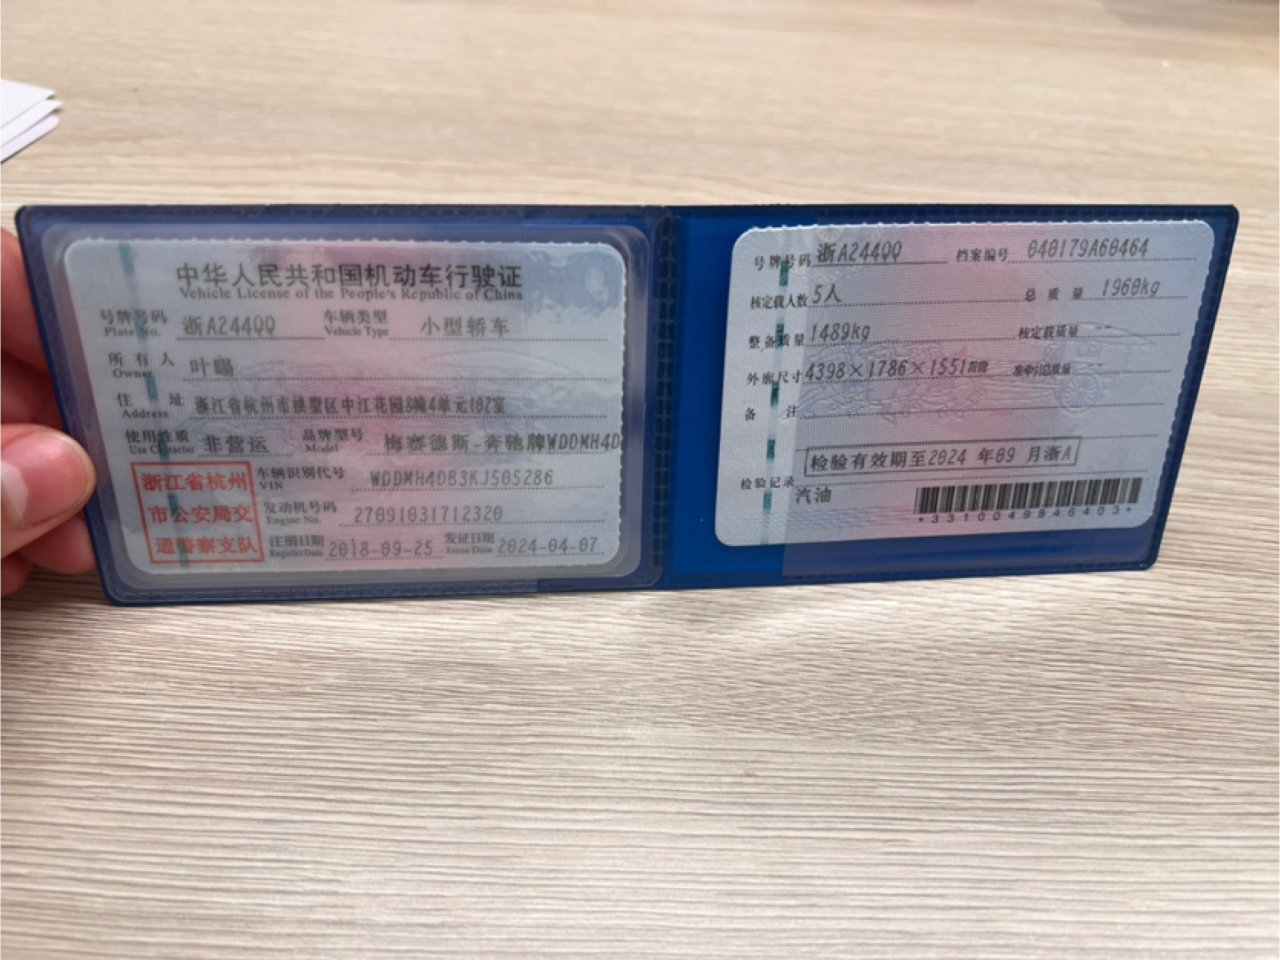 中华人民共和国机动车行驶证
Vehicle License of the People's Republic of China
号牌号码 浙A244QQ 车辆类型 小型轿车
Plate No. Vehicle Type
所有人 叶
Owner
住址 浙江省杭州市拱墅区中江花园8幢4单元102室
Address
使用性质 非营运 品牌型号 梅赛德斯-奔驰牌WDDMH4D
Use Character Model
浙江省杭州
市公安局交
通警察支队
车辆识别代号 WDDMH4DB3KJ505286
VIN
发动机号码 27091031712320
Engine No.
注册日期 2018-09-25 发证日期 2024-04-07
Register Date Issue Date
号牌号码 浙A244QQ 档案编号 040179A60464
核定载人数 5人 总质量 1960kg
整备质量 1489kg 核定载质量 --
外廓尺寸 4398×1786×1551mm 准牵引总质量 --
备注
检验有效期至2024 年09 月浙A
检验记录
汽油
*3310049846403*